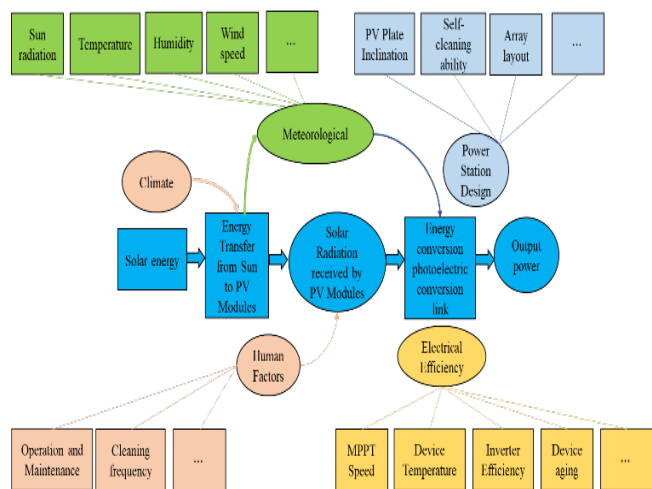 Sun
radiation
Temperature
Humidity
Wind
speed
...
PV Plate
Inclination
Self-
cleaning
ability
Array
layout
...
Meteorological
Power
Station
Design
Climate
Solar energy
Energy
Transfer
from Sun
to PV
Modules
Solar
Radiation
received by
PV Modules
Energy
conversion
photoelectric
conversion
link
Output
power
Human
Factors
Electrical
Efficiency
Operation and
Maintenance
Cleaning
frequency
...
MPPT
Speed
Device
Temperature
Inverter
Efficiency
Device
aging
...